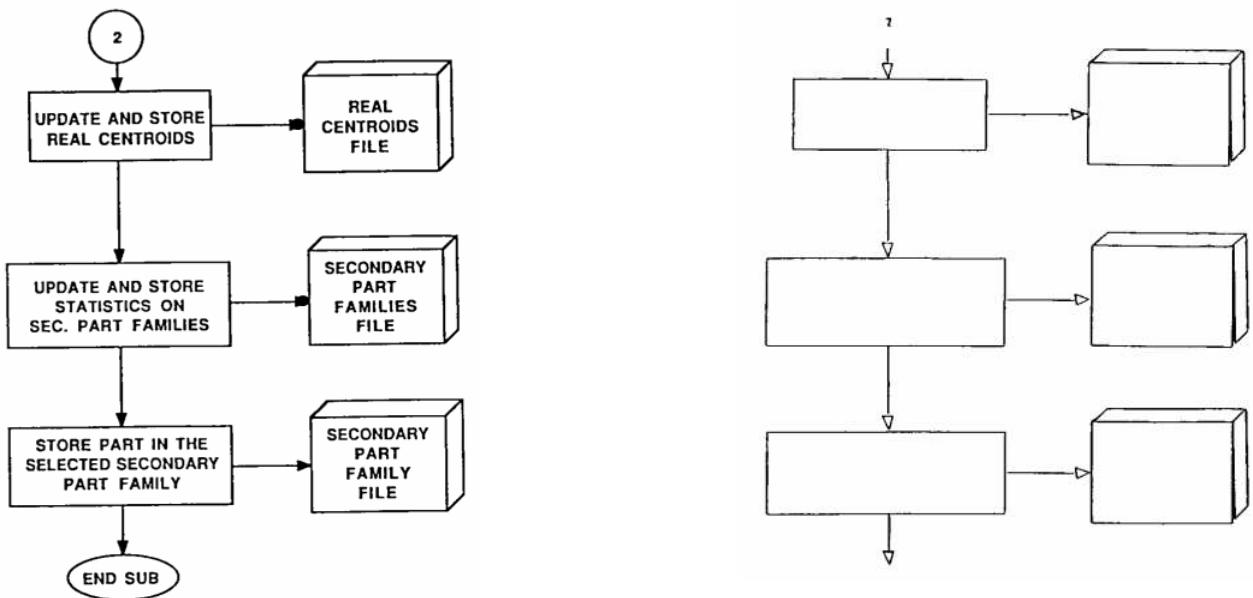 2
UPDATE AND STORE
REAL CENTROIDS
REAL
CENTROIDS
FILE
UPDATE AND STORE
STATISTICS ON
SEC. PART FAMILIES
SECONDARY
PART
FAMILIES
FILE
STORE PART IN THE
SELECTED SECONDARY
PART FAMILY
SECONDARY
PART
FAMILY
FILE
END SUB